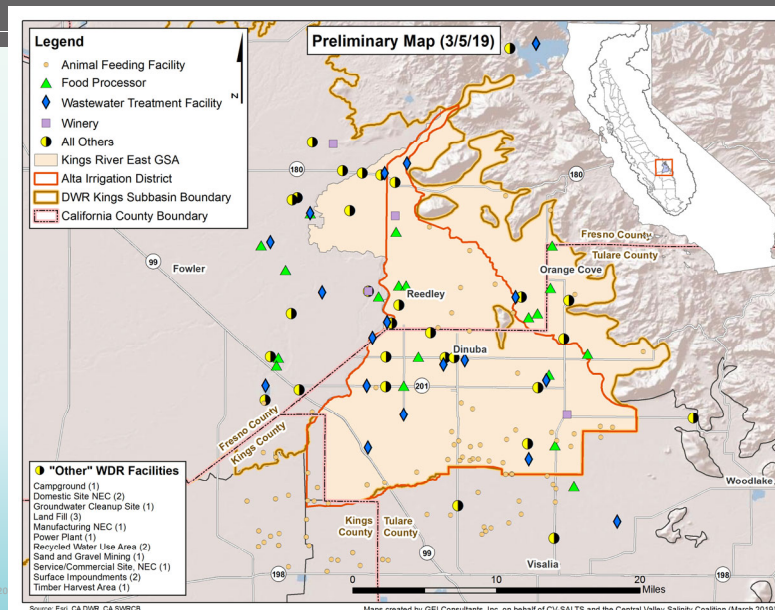 Legend
Animal Feeding Facility
Food Processor
Wastewater Treatment Facility
Winery
All Others
Kings River East GSA
Alta Irrigation District
DWR Kings Subbasin Boundary
California County Boundary
N
Preliminary Map (3/5/19)
180
180
99
Fowler
Fresno County
Tulare County
Orange Cove
Reedley
Dinuba
201
Fresno County
Kings County
Woodlake
Kings
County
Tulare
County
99
198
198
Visalia
"Other" WDR Facilities
Campground (1)
Domestic Site NEC (2)
Groundwater Cleanup Site (1)
Land Fill (3)
Manufacturing NEC (1)
Power Plant (1)
Recycled Water Use Area (2)
Sand and Gravel Mining (1)
Service/Commercial Site, NEC (1)
Surface Impoundments (2)
Timber Harvest Area (1)
0 10 20
Miles
Source: Esri, CA DWR, CA SWRCB
Maps created by GEI Consultants, Inc. on behalf of CV-SALTS and the Central Valley Salinity Coalition (March 2019)